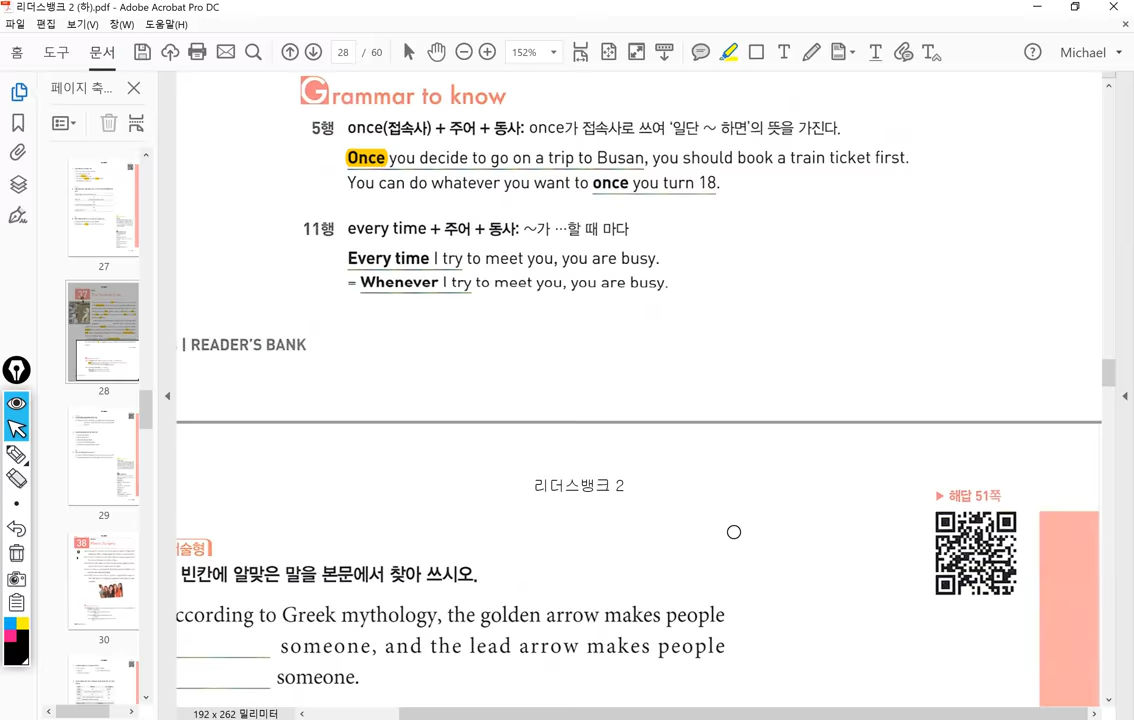 리더스뱅크 2 (하).pdf - Adobe Acrobat Pro DC
파일 편집 보기(V) 창(W) 도움말(H)
홈 도구 문서 28 / 60 152% Michael
페이지 축...
Grammar to know
5행 once(접속사) + 주어 + 동사: once가 접속사로 쓰여 '일단 ~ 하면'의 뜻을 가진다.
Once you decide to go on a trip to Busan, you should book a train ticket first.
You can do whatever you want to once you turn 18.
11행 every time + 주어 + 동사: ~가 …할 때 마다
Every time I try to meet you, you are busy.
= Whenever I try to meet you, you are busy.
| READER'S BANK
27
28
29
38
30
리더스뱅크 2
▶ 해답 51쪽
술형
빈칸에 알맞은 말을 본문에서 찾아 쓰시오.
ccording to Greek mythology, the golden arrow makes people
someone, and the lead arrow makes people
someone.
192 x 262 밀리미터